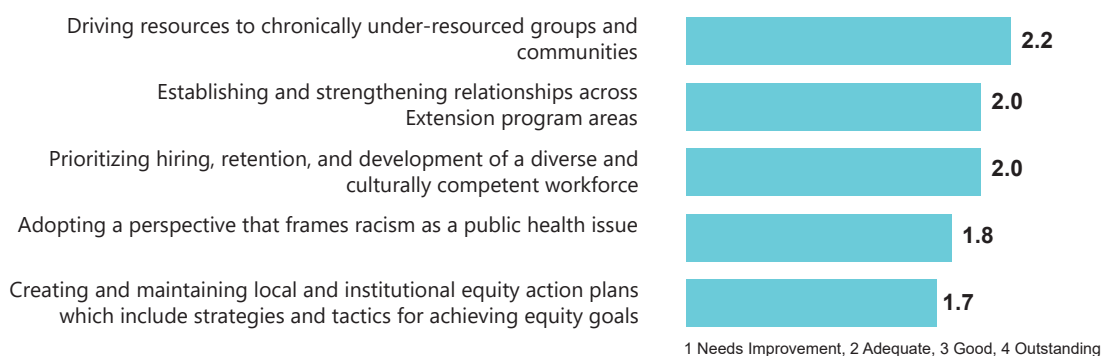 Driving resources to chronically under-resourced groups and
communities
2.2
Establishing and strengthening relationships across
Extension program areas
2.0
Prioritizing hiring, retention, and development of a diverse and
culturally competent workforce
2.0
Adopting a perspective that frames racism as a public health issue
1.8
Creating and maintaining local and institutional equity action plans
which include strategies and tactics for achieving equity goals
1.7
1 Needs Improvement, 2 Adequate, 3 Good, 4 Outstanding